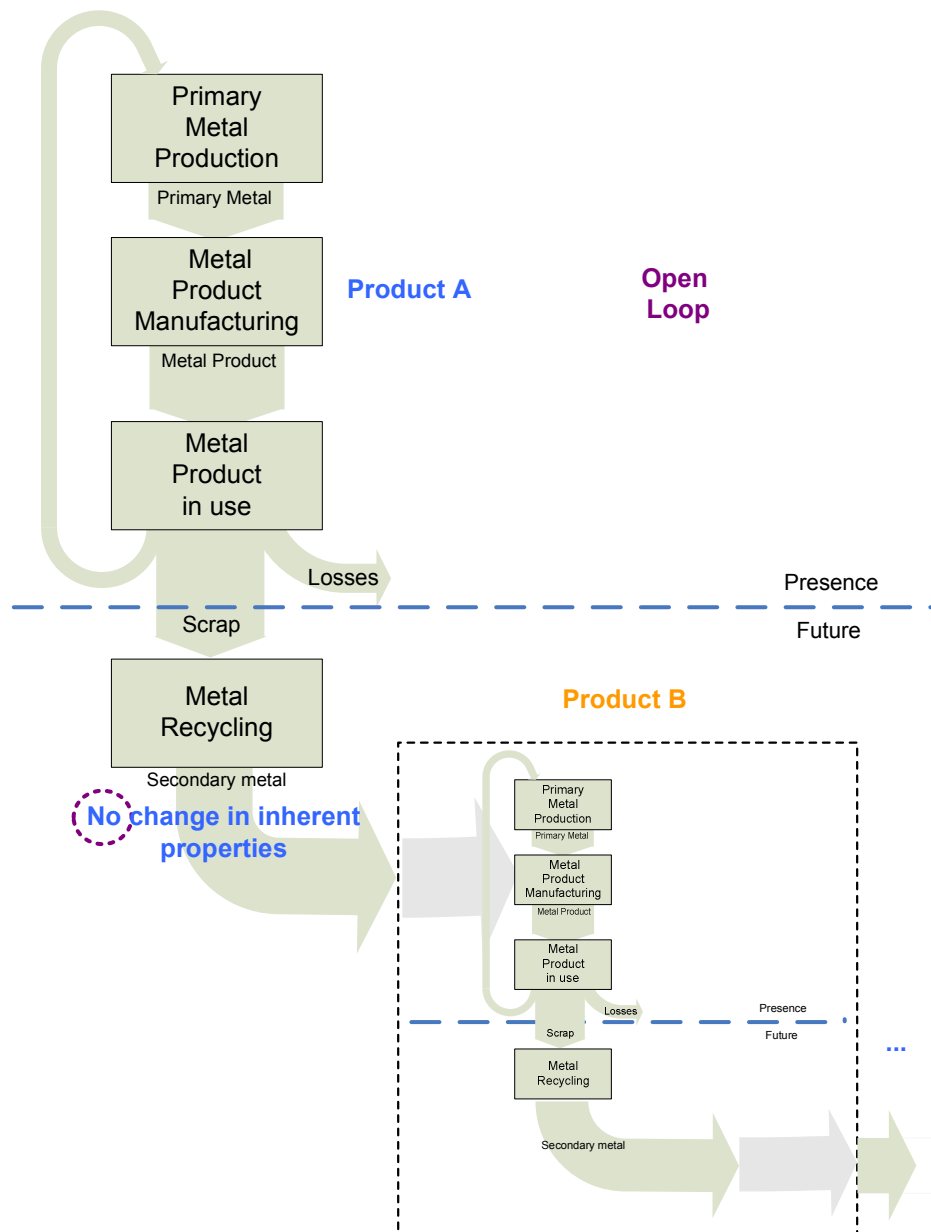 Primary
Metal
Production
Primary Metal
Metal
Product
Manufacturing
Product A
Open
Loop
Metal Product
Metal
Product
in use
Losses
Presence
Scrap
Future
Metal
Recycling
Product B
Secondary metal
No change in inherent
properties
Primary
Metal
Production
Primary Metal
Metal
Product
Manufacturing
Metal Product
Metal
Product
in use
Losses
Presence
Scrap
Future
...
Metal
Recycling
Secondary metal